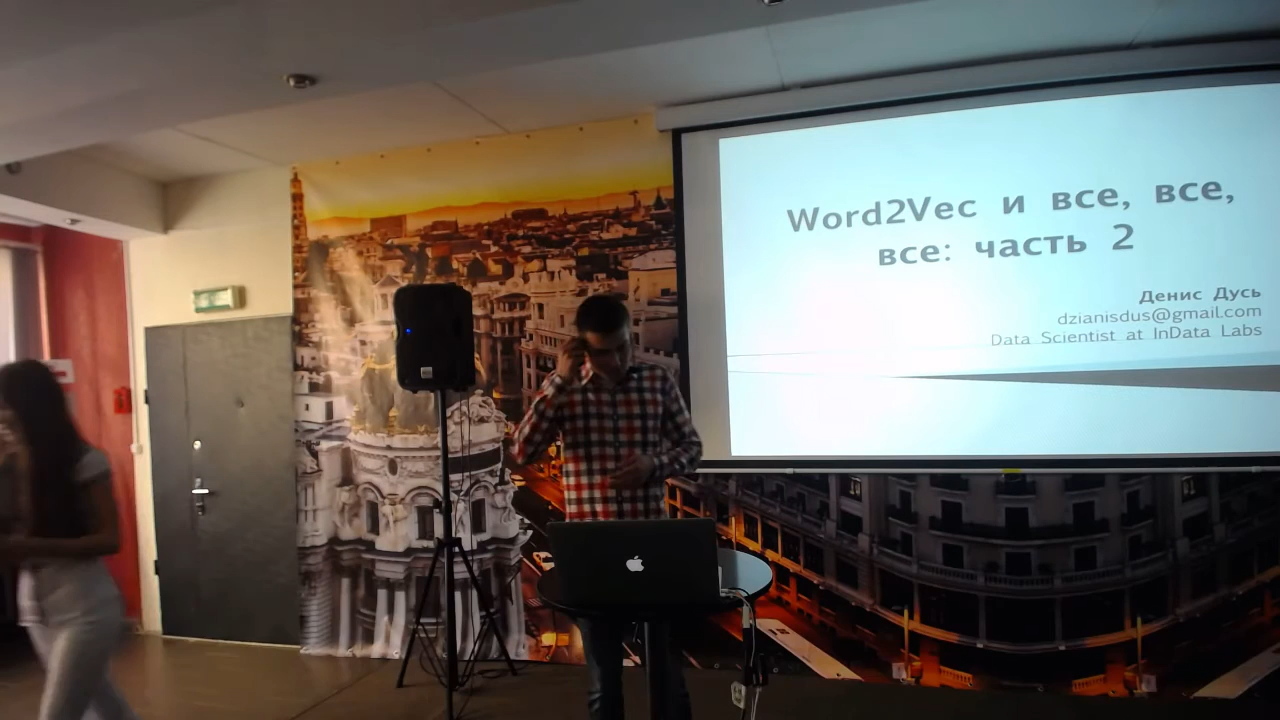 Word2Vec и все, все,
все: часть 2
Денис Дусь
dzianisdus@gmail.com
Data Scientist at InData Labs